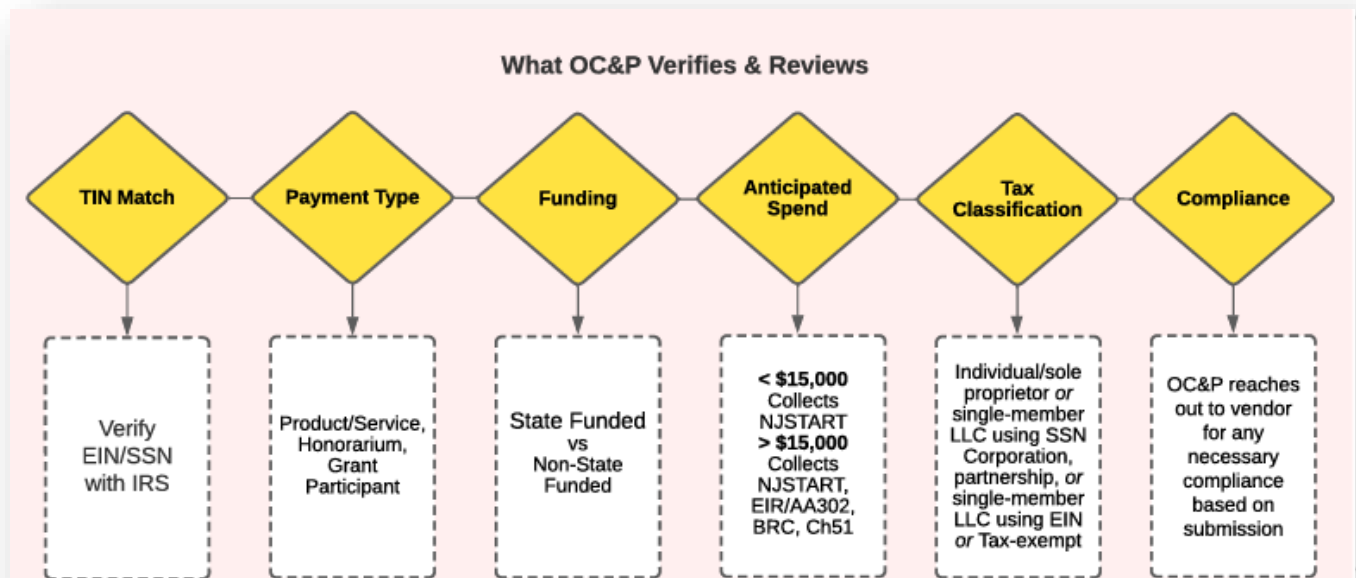 What OC&P Verifies & Reviews
TIN Match
Payment Type
Funding
Anticipated
Spend
Tax
Classification
Compliance
Verify
EIN/SSN
with IRS
Product/Service,
Honorarium,
Grant
Participant
State Funded
vs
Non-State
Funded
< $15,000
Collects
NJSTART
> $15,000
Collects
NJSTART,
EIR/AA302,
BRC, Ch51
Individual/sole
proprietor or
single-member
LLC using SSN
Corporation,
partnership, or
single-member
LLC using EIN
or Tax-exempt
OC&P reaches
out to vendor
for any
necessary
compliance
based on
submission